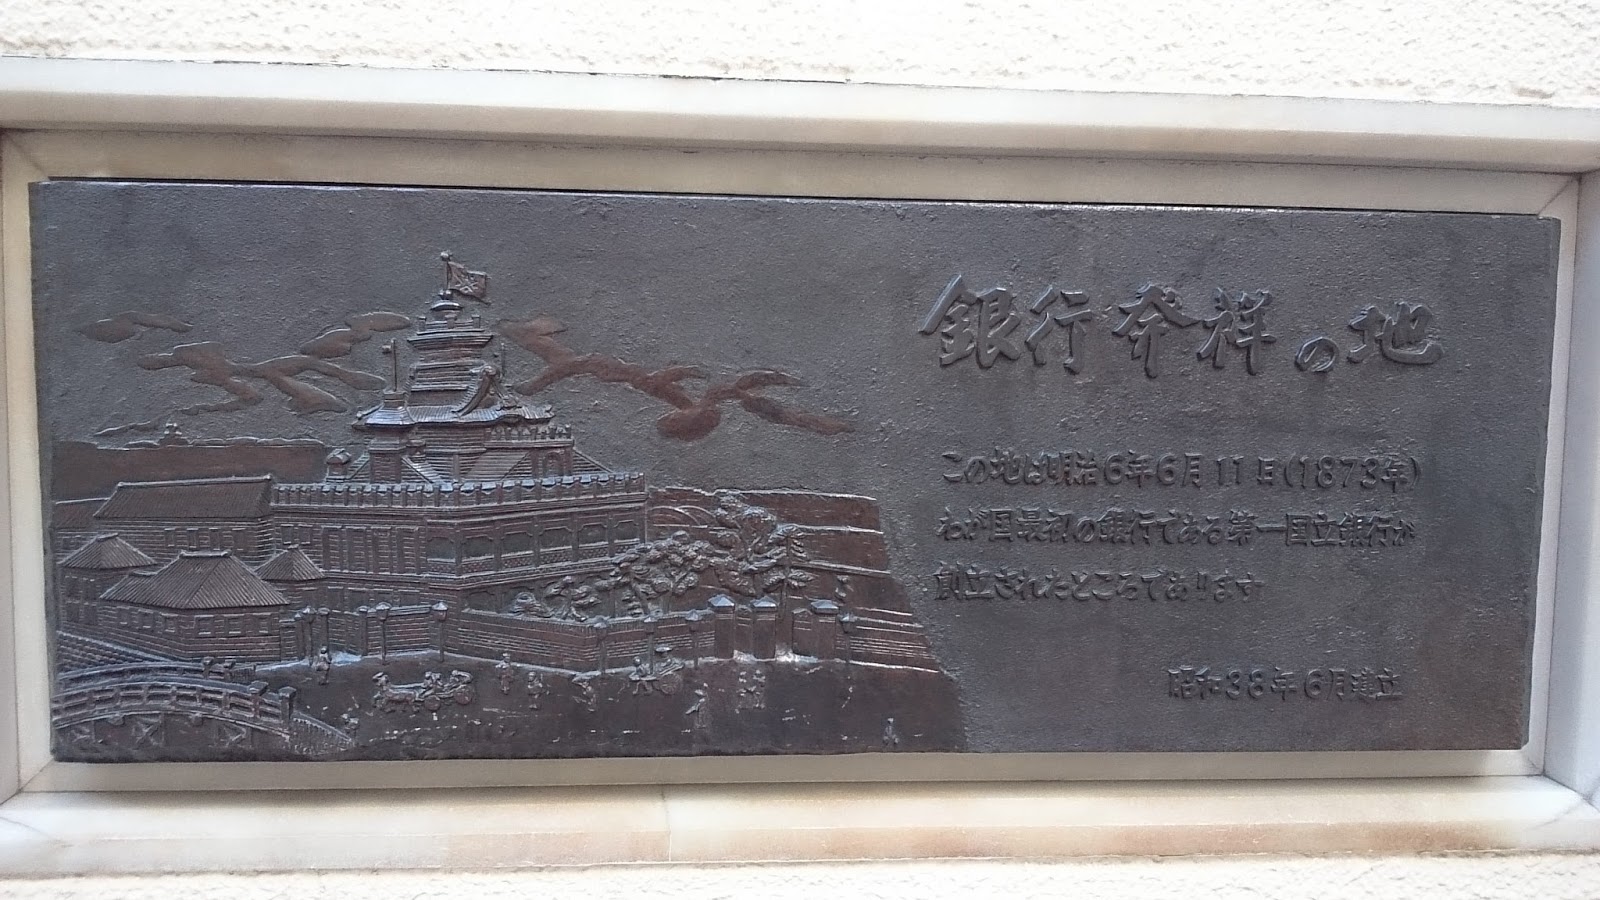 銀行発祥の地
この地は明治6年6月11日(1873年)
わが国最初の銀行である第一国立銀行が
創立されたところであります
昭和38年6月建立